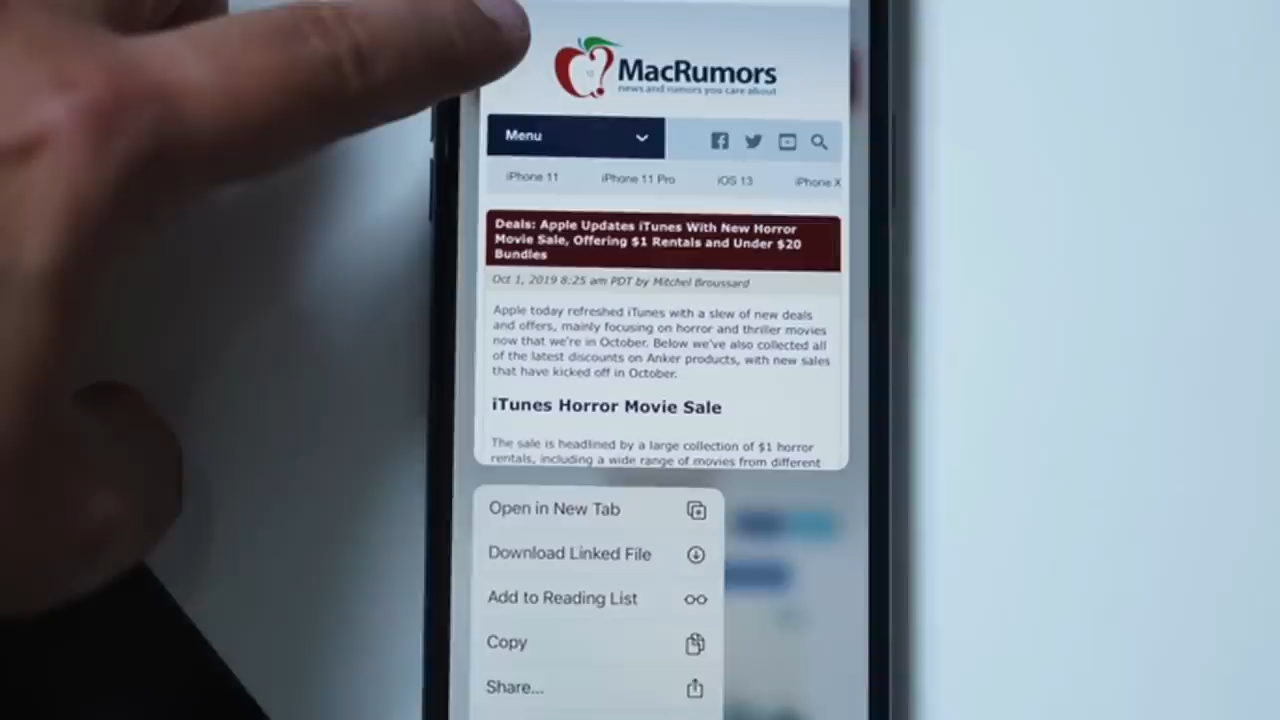 MacRumors
news and rumors you care about
Menu
iPhone 11
iPhone 11 Pro
iOS 13
iPhone X
Deals: Apple Updates iTunes With New Horror
Movie Sale, Offering $1 Rentals and Under $20
Bundles
Oct 1, 2019 8:25 am PDT by Mitchel Broussard
Apple today refreshed iTunes with a slew of new deals
and offers, mainly focusing on horror and thriller movies
now that we're in October. Below we've also collected all
of the latest discounts on Anker products, with new sales
that have kicked off in October.
iTunes Horror Movie Sale
The sale is headlined by a large collection of $1 horror
rentals, including a wide range of movies from different
Open in New Tab
Download Linked File
Add to Reading List
Copy
Share...